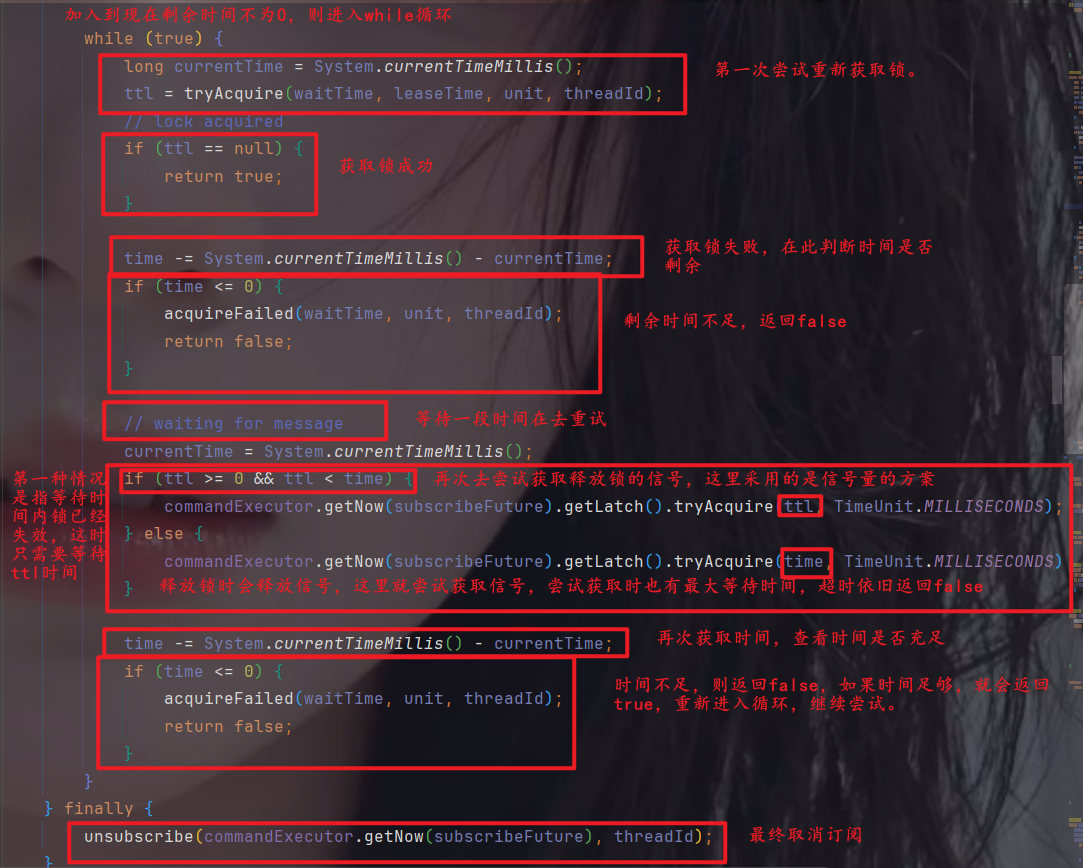 加入到现在剩余时间不为0，则进入while循环
while (true) {
long currentTime = System.currentTimeMillis();
第一次尝试重新获取锁。
ttl = tryAcquire(waitTime, leaseTime, unit, threadId);
// lock acquired
if (ttl == null) {
获取锁成功
return true;
}
time -= System.currentTimeMillis() - currentTime;
获取锁失败，在此判断时间是否
剩余
if (time <= 0) {
acquireFailed(waitTime, unit, threadId);
剩余时间不足，返回false
return false;
}
// waiting for message
等待一段时间在去重试
currentTime = System.currentTimeMillis();
第一种情况
是指等待时
间内锁已经
失效，这时
只需要等待
ttl时间
if (ttl >= 0 && ttl < time) {
再次去尝试获取释放锁的信号，这里采用的是信号量的方案
commandExecutor.getNow(subscribeFuture).getLatch().tryAcquire(ttl, TimeUnit.MILLISECONDS);
} else {
commandExecutor.getNow(subscribeFuture).getLatch().tryAcquire(time, TimeUnit.MILLISECONDS)
}
释放锁时会释放信号，这里就尝试获取信号，尝试获取时也有最大等待时间，超时依旧返回false
time -= System.currentTimeMillis() - currentTime;
再次获取时间，查看时间是否充足
if (time <= 0) {
acquireFailed(waitTime, unit, threadId);
时间不足，则返回false，如果时间足够，就会返回
true，重新进入循环，继续尝试。
return false;
}
}
} finally {
unsubscribe(commandExecutor.getNow(subscribeFuture), threadId);
最终取消订阅
}